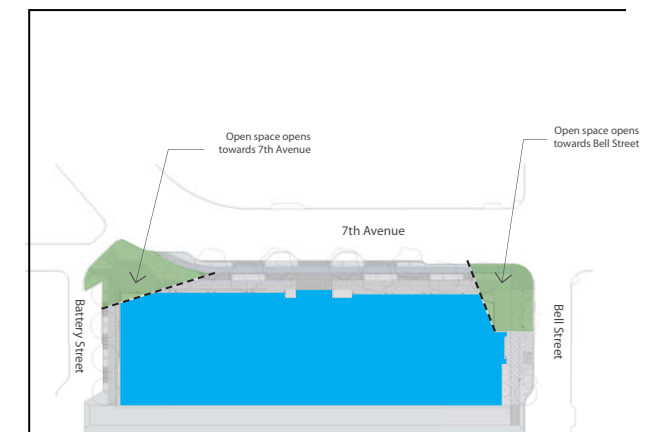 Open space opens
towards 7th Avenue
Open space opens
towards Bell Street
7th Avenue
Battery Street
Bell Street